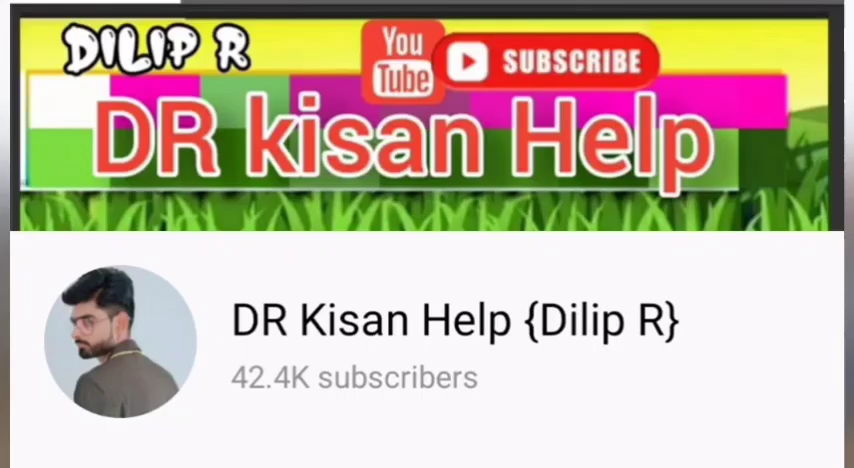 DILIP R
You
Tube
SUBSCRIBE
DR kisan Help
DR Kisan Help {Dilip R}
42.4K subscribers